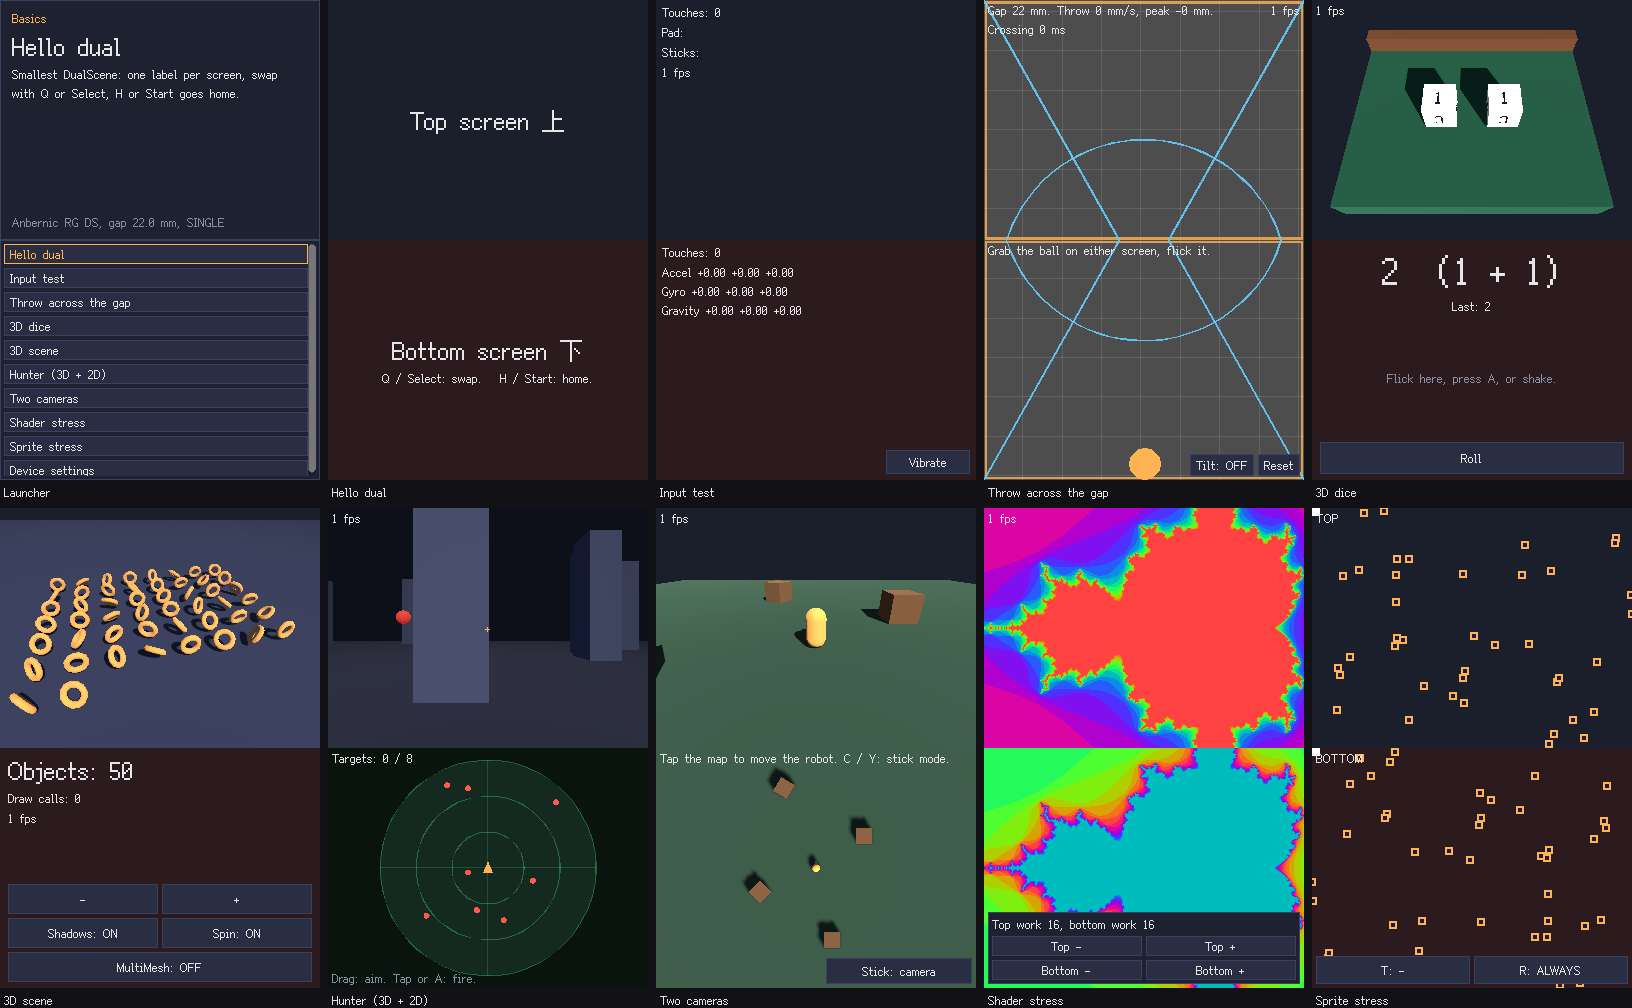 Basics
Hello dual
Smallest DualScene: one label per screen, swap
with Q or Select, H or Start goes home.
Anbernic RG DS, gap 22.0 mm, SINGLE
Hello dual
Input test
Throw across the gap
3D dice
3D scene
Hunter (3D + 2D)
Two cameras
Shader stress
Sprite stress
Device settings
Launcher
Top screen 上
Bottom screen 下
Q / Select: swap. H / Start: home.
Hello dual
Touches: 0
Pad:
Sticks:
1 fps
Touches: 0
Accel +0.00 +0.00 +0.00
Gyro +0.00 +0.00 +0.00
Gravity +0.00 +0.00 +0.00
Vibrate
Input test
Gap 22 mm. Throw 0 mm/s, peak -0 mm.
1 fps
Crossing 0 ms
Grab the ball on either screen, flick it.
Tilt: OFF
Reset
Throw across the gap
1 fps
1
1
2 (1 + 1)
Last: 2
Flick here, press A, or shake.
Roll
3D dice
Objects: 50
Draw calls: 0
1 fps
-
+
Shadows: ON
Spin: ON
MultiMesh: OFF
3D scene
1 fps
Targets: 0 / 8
Drag: aim. Tap or A: fire.
Hunter (3D + 2D)
1 fps
Tap the map to move the robot. C / Y: stick mode.
Stick: camera
Two cameras
1 fps
Top work 16, bottom work 16
Top -
Top +
Bottom -
Bottom +
Shader stress
TOP
BOTTOM
T: -
R: ALWAYS
Sprite stress